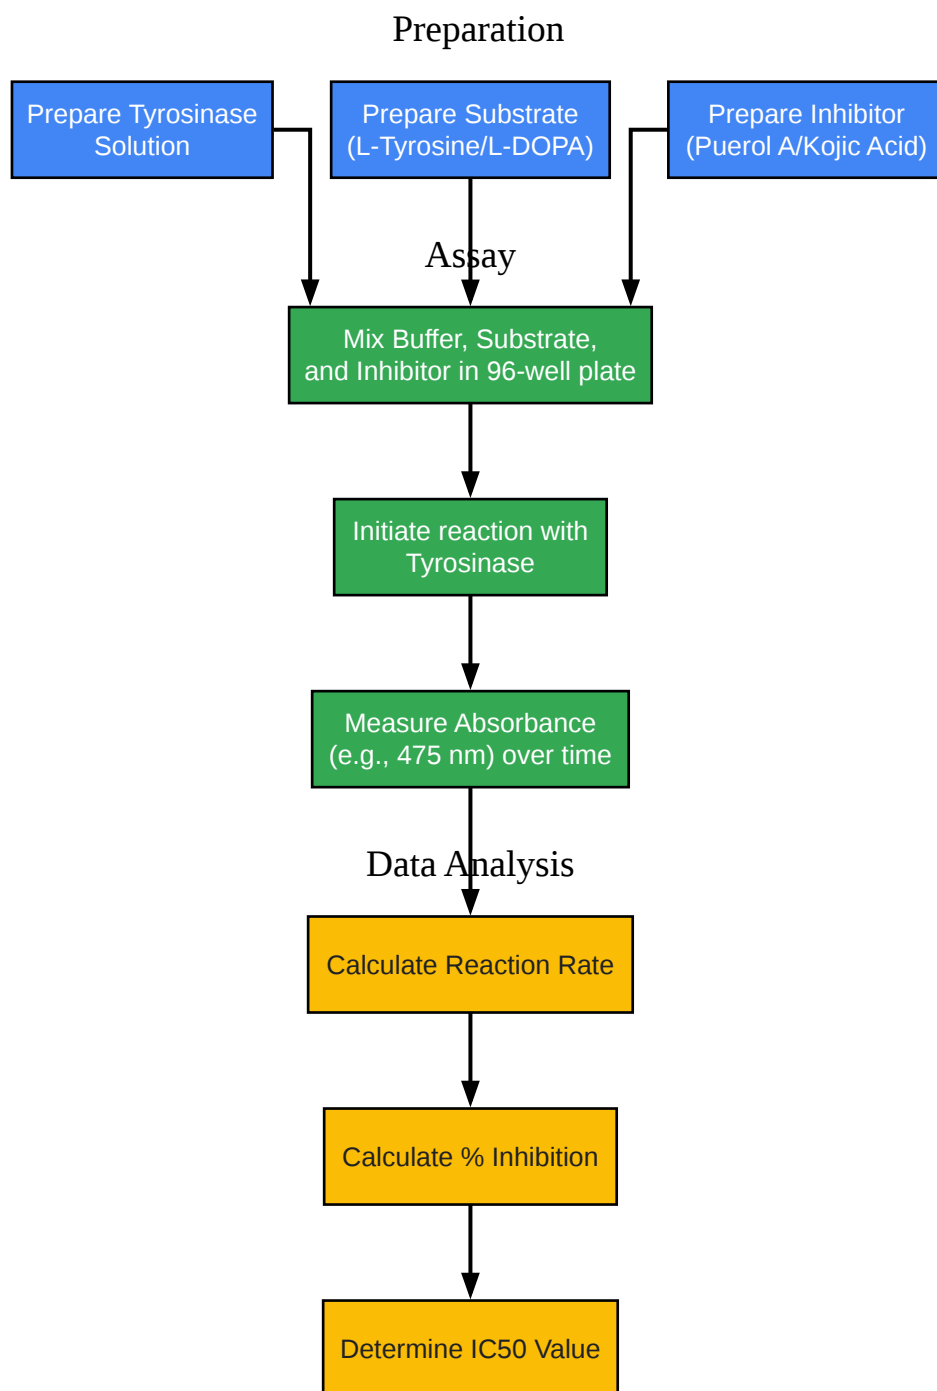 Preparation
Prepare Tyrosinase
Solution
Prepare Substrate
(L-Tyrosine/L-DOPA)
Prepare Inhibitor
(Puerol A/Kojic Acid)
Assay
Mix Buffer, Substrate,
and Inhibitor in 96-well plate
Initiate reaction with
Tyrosinase
Measure Absorbance
(e.g., 475 nm) over time
Data Analysis
Calculate Reaction Rate
Calculate % Inhibition
Determine IC50 Value